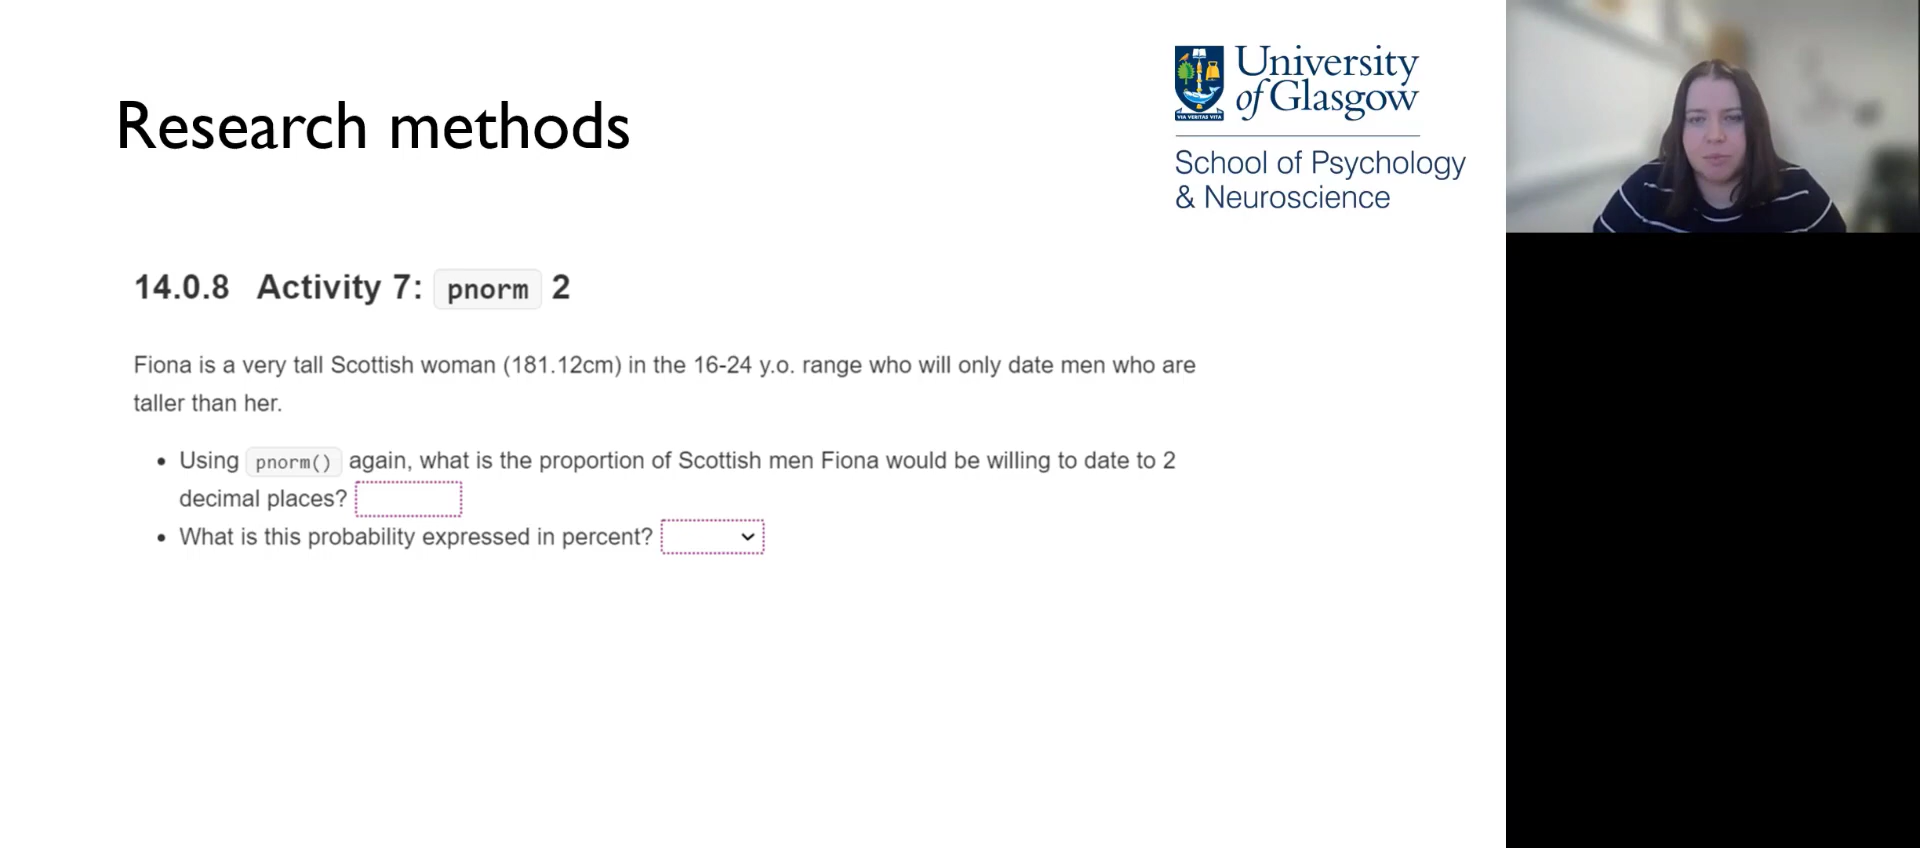 Research methods
University
of Glasgow
VIA VERITAS VITA
School of Psychology
& Neuroscience
14.0.8 Activity 7: pnorm 2
Fiona is a very tall Scottish woman (181.12cm) in the 16-24 y.o. range who will only date men who are
taller than her.
• Using pnorm() again, what is the proportion of Scottish men Fiona would be willing to date to 2
decimal places?
• What is this probability expressed in percent?